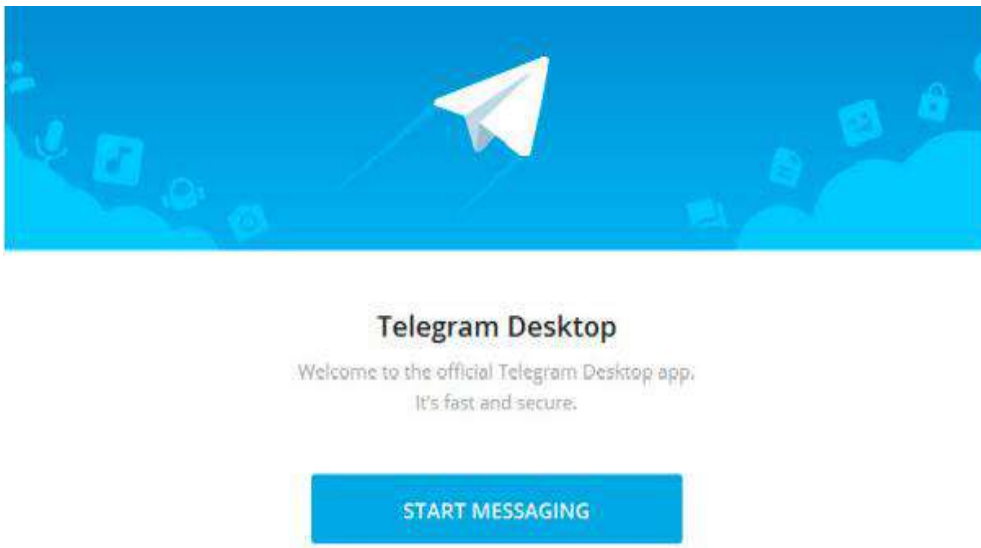 Telegram Desktop
Welcome to the official Telegram Desktop app.
It's fast and secure.
START MESSAGING